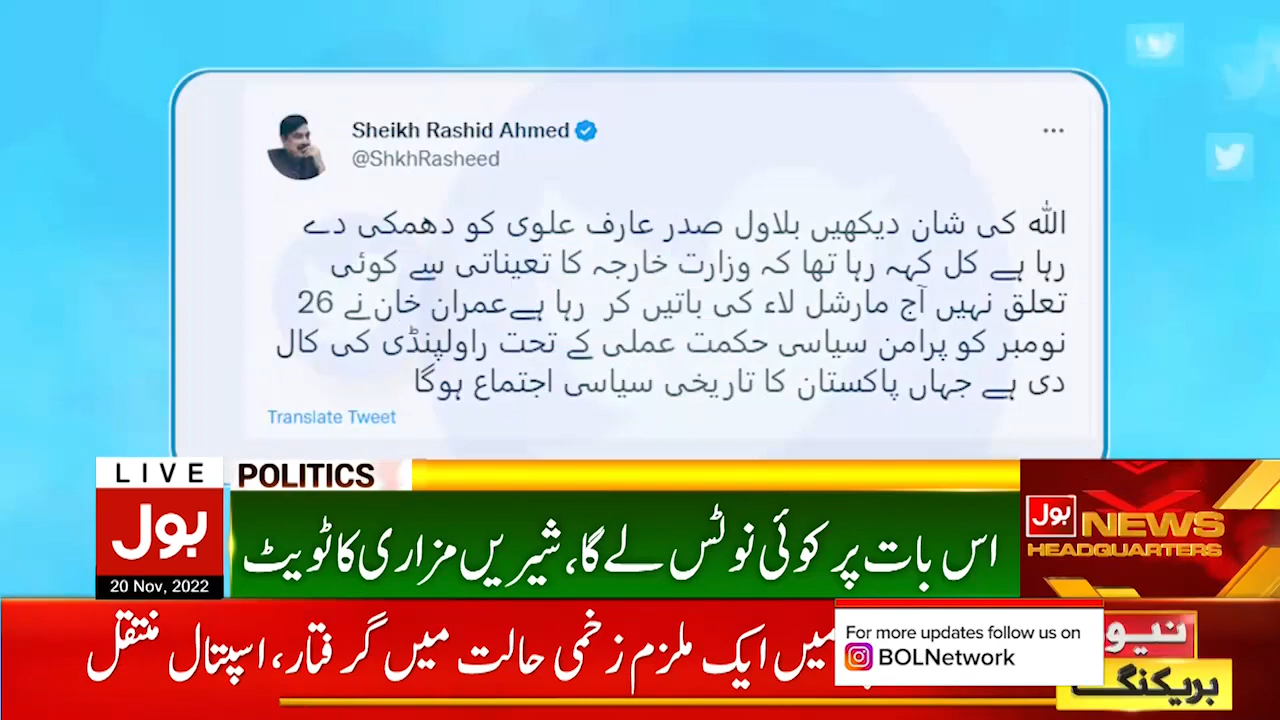 Sheikh Rashid Ahmed
@ShkhRasheed
اللّٰہ کی شان دیکھیں بلاول صدر عارف علوی کو دھمکی دے
رہا ہے کل کہہ رہا تھا کہ وزارت خارجہ کا تعیناتی سے کوئی
تعلق نہیں آج مارشل لاء کی باتیں کر رہا ہےعمران خان نے 26
نومبر کو پرامن سیاسی حکمت عملی کے تحت راولپنڈی کی کال
دی ہے جہاں پاکستان کا تاریخی سیاسی اجتماع ہوگا
Translate Tweet
LIVE
POLITICS
بول
اس بات پر کوئی نوٹس لے گا، شیریں مزاری کا ٹویٹ
بول NEWS
HEADQUARTERS
20 Nov, 2022
میں ایک ملزم زخمی حالت میں گرفتار، اسپتال منتقل
For more updates follow us on
BOLNetwork
نیوز
بریکنگ